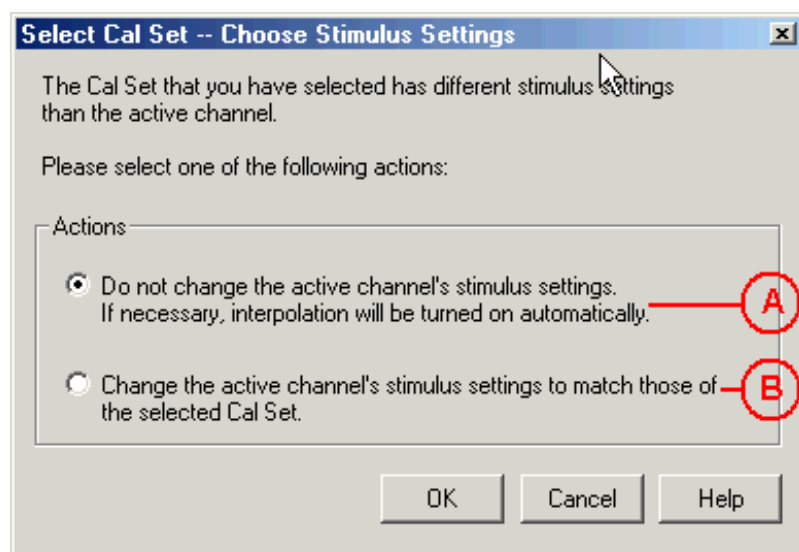 Select Cal Set -- Choose Stimulus Settings
The Cal Set that you have selected has different stimulus settings
than the active channel.
Please select one of the following actions:
Actions
Do not change the active channel's stimulus settings.
If necessary, interpolation will be turned on automatically.
A
Change the active channel's stimulus settings to match those of
the selected Cal Set.
B
OK
Cancel
Help